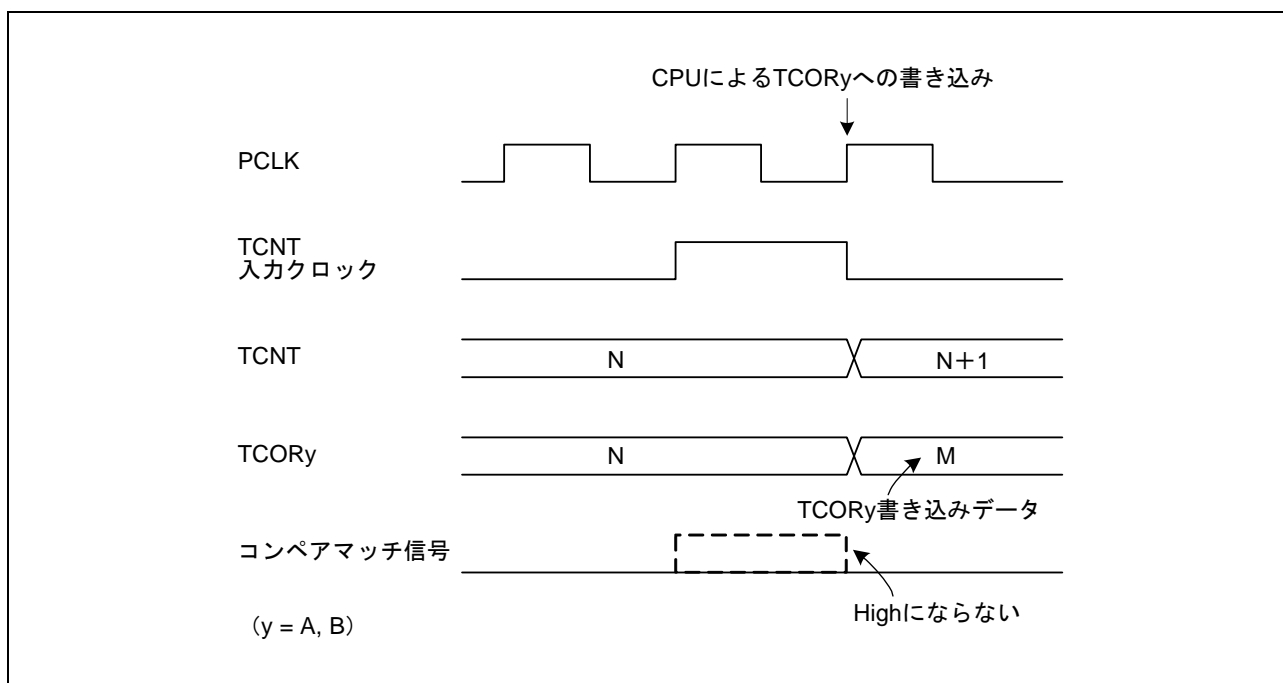 CPUによるTCORyへの書き込み
PCLK
TCNT
入力クロック
TCNT
N
N+1
TCORy
N
M
TCORy書き込みデータ
コンペアマッチ信号
Highにならない
（y = A, B）